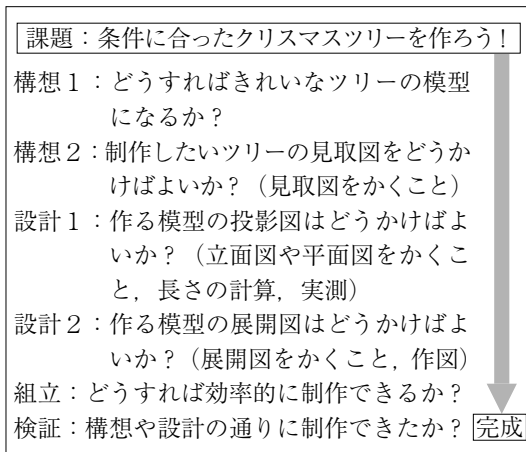 課題：条件に合ったクリスマスツリーを作ろう！
構想１：どうすればきれいなツリーの模型
になるか？
構想２：制作したいツリーの見取図をどうか
けばよいか？（見取図をかくこと）
設計１：作る模型の投影図はどうかけばよ
いか？（立面図や平面図をかくこ
と，長さの計算，実測）
設計２：作る模型の展開図はどうかけばよ
いか？（展開図をかくこと，作図）
組立：どうすれば効率的に制作できるか？
検証：構想や設計の通りに制作できたか？ 完成